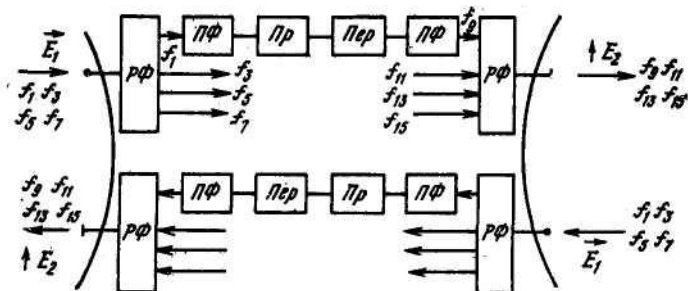 E₁
f₁ f₃
f₅ f₇
РФ
f₁
ПФ
Пр
Пер
ПФ
f₉
f₃
f₅
f₇
f₁₁
f₁₃
f₁₅
РФ
E₂
f₉ f₁₁
f₁₃ f₁₅
f₉ f₁₁
f₁₃ f₁₅
E₂
РФ
ПФ
Пер
Пр
ПФ
РФ
f₁ f₃
f₅ f₇
E₁